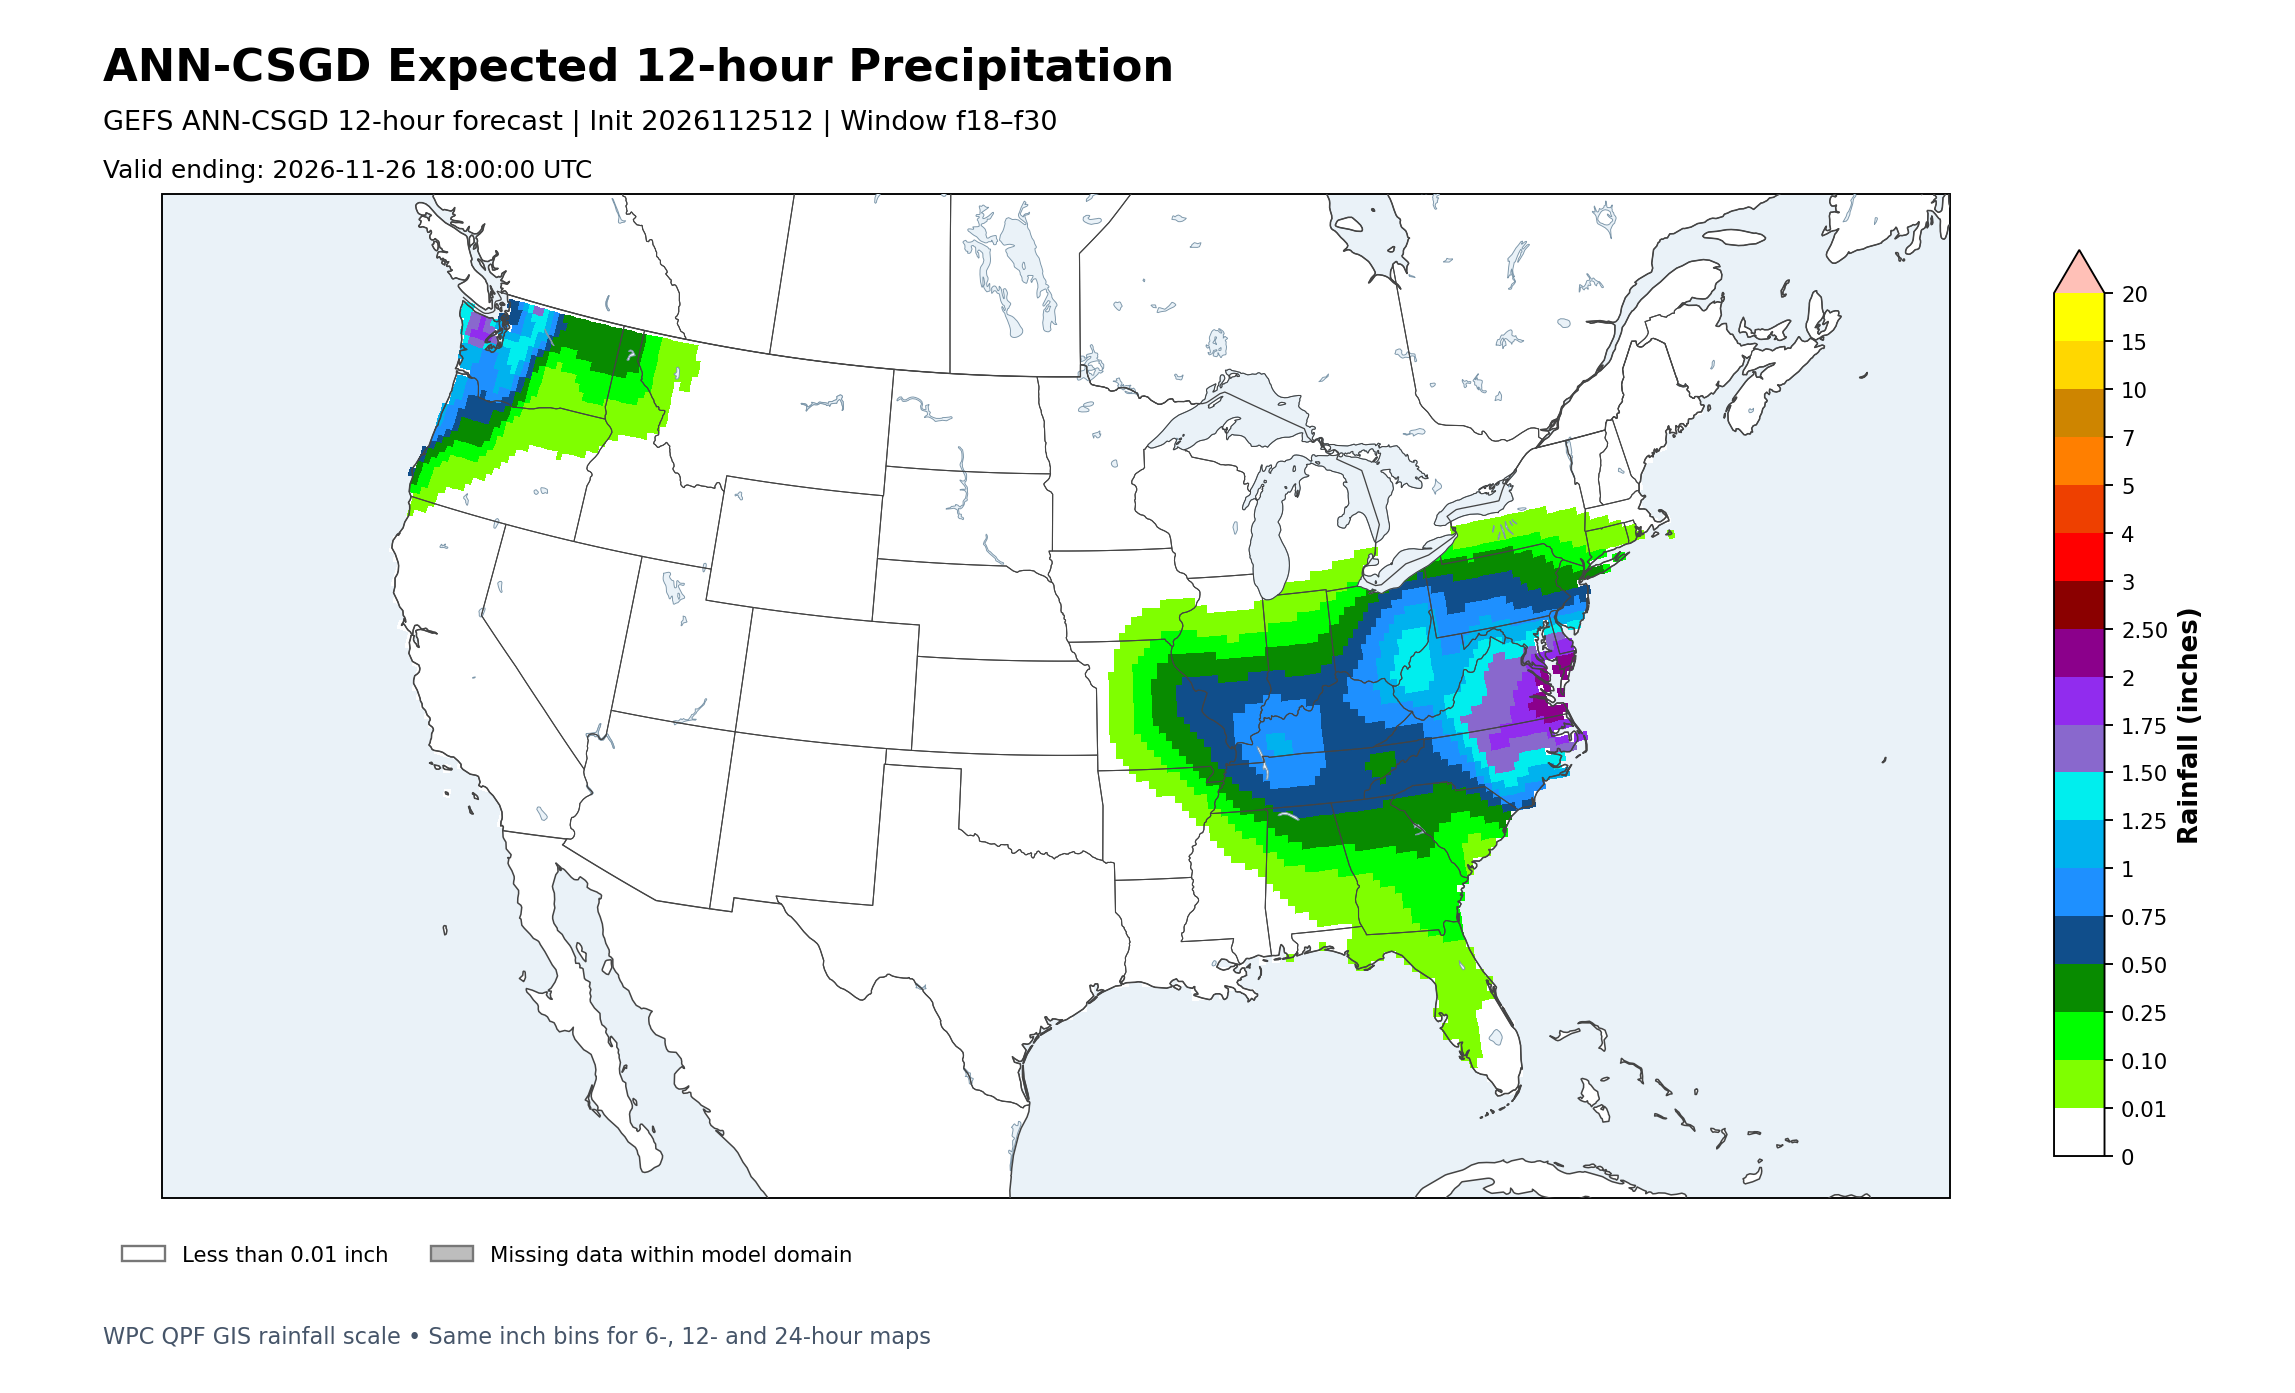 ANN-CSGD Expected 12-hour Precipitation
GEFS ANN-CSGD 12-hour forecast | Init 2026112512 | Window f18–f30
Valid ending: 2026-11-26 18:00:00 UTC
20
15
10
7
5
4
3
2.50
2
1.75
1.50
1.25
1
0.75
0.50
0.25
0.10
0.01
0
Rainfall (inches)
Less than 0.01 inch
Missing data within model domain
WPC QPF GIS rainfall scale • Same inch bins for 6-, 12- and 24-hour maps